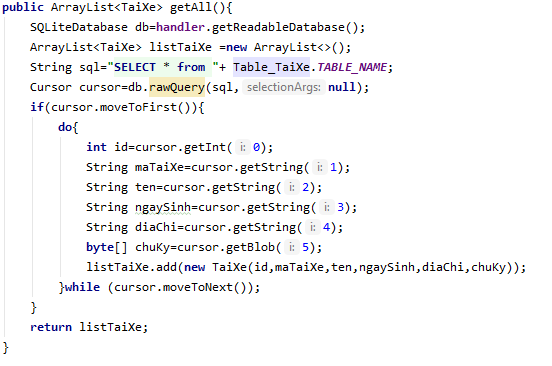 public ArrayList<TaiXe> getAll(){
SQLiteDatabase db=handler.getReadableDatabase();
ArrayList<TaiXe> listTaiXe =new ArrayList<>();
String sql="SELECT * from "+ Table_TaiXe.TABLE_NAME;
Cursor cursor=db.rawQuery(sql, selectionArgs: null);
if(cursor.moveToFirst()){
do{
int id=cursor.getInt( i: 0);
String maTaiXe=cursor.getString( i: 1);
String ten=cursor.getString( i: 2);
String ngaySinh=cursor.getString( i: 3);
String diaChi=cursor.getString( i: 4);
byte[] chuKy=cursor.getBlob( i: 5);
listTaiXe.add(new TaiXe(id,maTaiXe,ten,ngaySinh,diaChi,chuKy));
}while (cursor.moveToNext());
}
return listTaiXe;
}